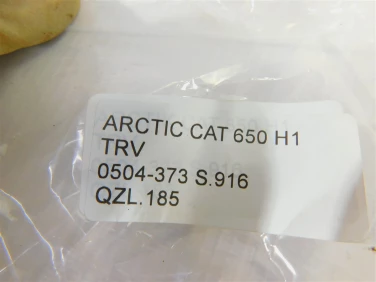 ARCTIC CAT 650 H1
TRV
0504-373 S.916
QZL.185